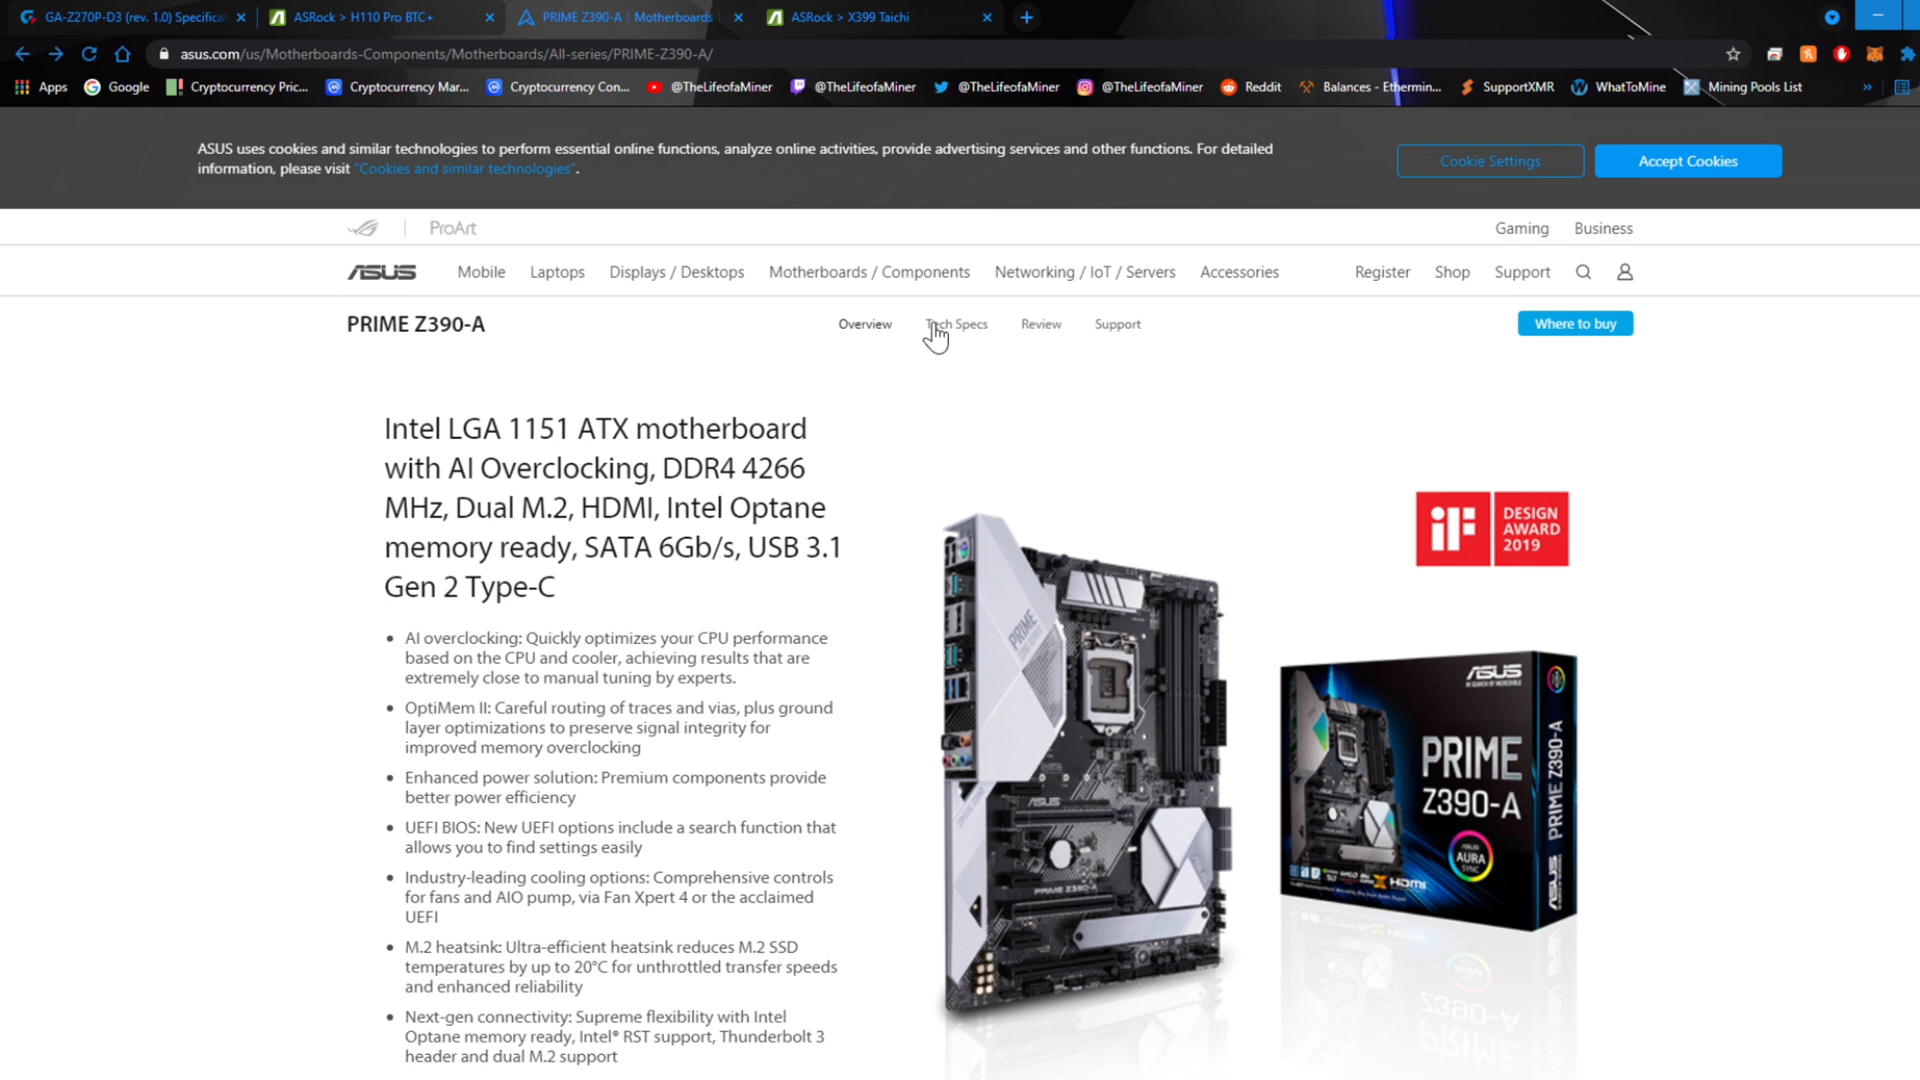 GA-Z270P-D3 (rev. 1.0) Specifica
ASRock > H110 Pro BTC+
PRIME Z390-A | Motherboards
ASRock > X399 Taichi
asus.com/us/Motherboards-Components/Motherboards/All-series/PRIME-Z390-A/
Apps
Google
Cryptocurrency Pric...
Cryptocurrency Mar...
Cryptocurrency Con...
@TheLifeofaMiner
@TheLifeofaMiner
@TheLifeofaMiner
@TheLifeofaMiner
Reddit
Balances - Ethermin...
SupportXMR
WhatToMine
Mining Pools List
ASUS uses cookies and similar technologies to perform essential online functions, analyze online activities, provide advertising services and other functions. For detailed
information, please visit "Cookies and similar technologies".
Cookie Settings
Accept Cookies
ProArt
Gaming
Business
ASUS
Mobile
Laptops
Displays / Desktops
Motherboards / Components
Networking / IoT / Servers
Accessories
Register
Shop
Support
PRIME Z390-A
Overview
Tech Specs
Review
Support
Where to buy
Intel LGA 1151 ATX motherboard
with AI Overclocking, DDR4 4266
MHz, Dual M.2, HDMI, Intel Optane
memory ready, SATA 6Gb/s, USB 3.1
Gen 2 Type-C
• AI overclocking: Quickly optimizes your CPU performance
based on the CPU and cooler, achieving results that are
extremely close to manual tuning by experts.
• OptiMem II: Careful routing of traces and vias, plus ground
layer optimizations to preserve signal integrity for
improved memory overclocking
• Enhanced power solution: Premium components provide
better power efficiency
• UEFI BIOS: New UEFI options include a search function that
allows you to find settings easily
• Industry-leading cooling options: Comprehensive controls
for fans and AIO pump, via Fan Xpert 4 or the acclaimed
UEFI
• M.2 heatsink: Ultra-efficient heatsink reduces M.2 SSD
temperatures by up to 20°C for unthrottled transfer speeds
and enhanced reliability
• Next-gen connectivity: Supreme flexibility with Intel
Optane memory ready, Intel® RST support, Thunderbolt 3
header and dual M.2 support
iF
DESIGN
AWARD
2019
PRIME
ASUS
PRIME Z390-A
ASUS
IN SEARCH OF INCREDIBLE
PRIME
Z390-A
ASUS
AURA
SYNC
HDMI
PRIME Z390-A
ASUS